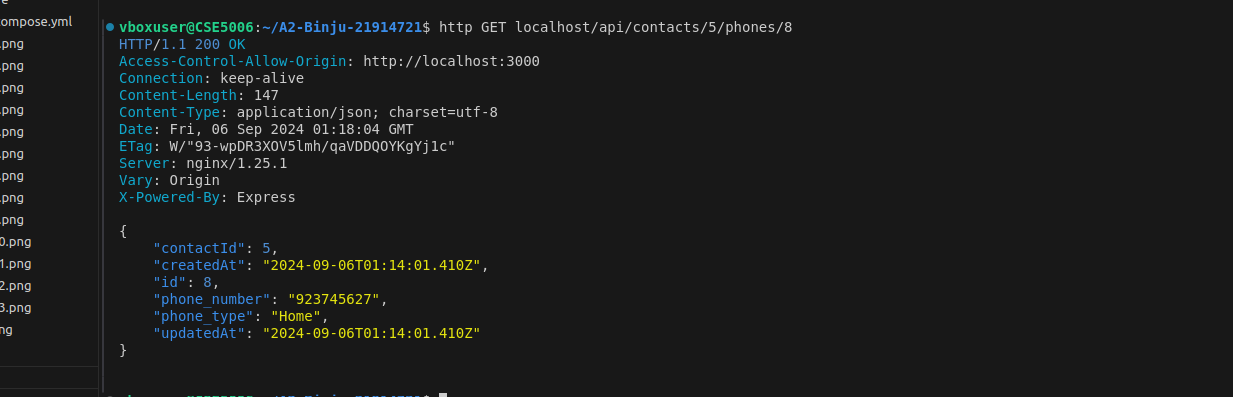 compose.yml
.png
.png
.png
.png
.png
.png
.png
.png
.png
0.png
1.png
2.png
3.png
ng
vboxuser@CSE5006:~/A2-Binju-21914721$ http GET localhost/api/contacts/5/phones/8
HTTP/1.1 200 OK
Access-Control-Allow-Origin: http://localhost:3000
Connection: keep-alive
Content-Length: 147
Content-Type: application/json; charset=utf-8
Date: Fri, 06 Sep 2024 01:18:04 GMT
ETag: W/"93-wpDR3XOV5lmh/qaVDDQOYKgYj1c"
Server: nginx/1.25.1
Vary: Origin
X-Powered-By: Express
{
    "contactId": 5,
    "createdAt": "2024-09-06T01:14:01.410Z",
    "id": 8,
    "phone_number": "923745627",
    "phone_type": "Home",
    "updatedAt": "2024-09-06T01:14:01.410Z"
}